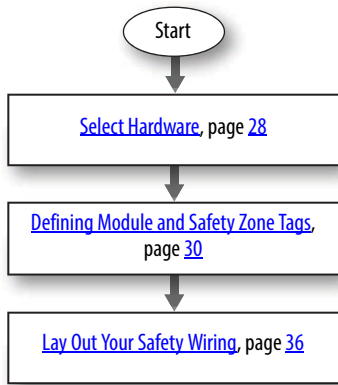 Start
Select Hardware, page 28
Defining Module and Safety Zone Tags,
page 30
Lay Out Your Safety Wiring, page 36